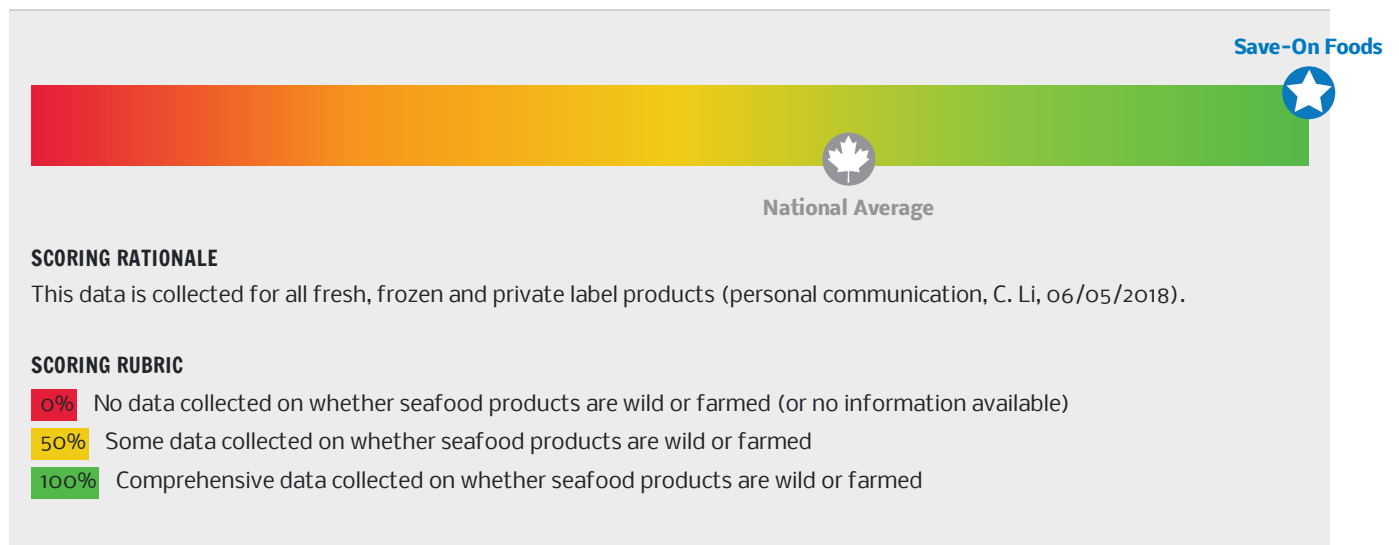 Save-On Foods
National Average
SCORING RATIONALE
This data is collected for all fresh, frozen and private label products (personal communication, C. Li, 06/05/2018).
SCORING RUBRIC
0% No data collected on whether seafood products are wild or farmed (or no information available)
50% Some data collected on whether seafood products are wild or farmed
100% Comprehensive data collected on whether seafood products are wild or farmed